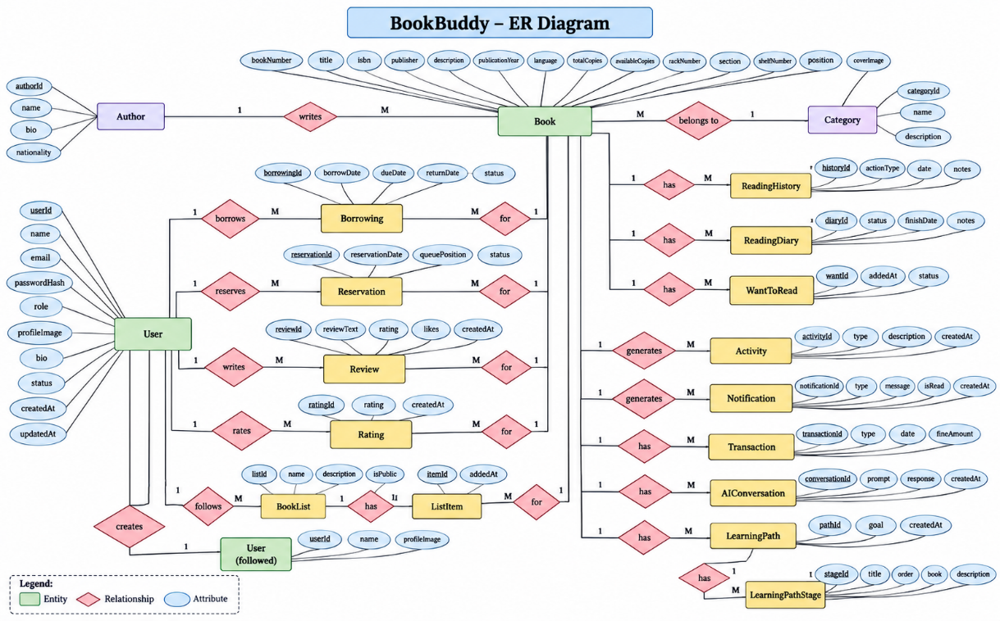 BookBuddy – ER Diagram
bookNumber title isbn publisher description publicationYear language totalCopies availableCopies rackNumber section shelfNumber position coverImage
authorId
name
bio
nationality
Author
1
writes
M
Book
M
belongs to
1
Category
categoryId
name
description
borrowingId borrowDate dueDate returnDate status
1
borrows
M
Borrowing
M
for
1
reservationId reservationDate queuePosition status
1
reserves
M
Reservation
M
for
1
reviewId reviewText rating likes createdAt
1
writes
M
Review
M
for
1
ratingId rating createdAt
1
rates
M
Rating
M
for
1
userId
name
email
passwordHash
role
profileImage
bio
status
createdAt
updatedAt
User
listId name description isPublic itemId addedAt
1
follows
M
BookList
1
has
ListItem
M
for
1
creates
1
User
(followed)
userId name profileImage
historyId actionType date notes
1
has
M
ReadingHistory
diaryId status finishDate notes
1
has
M
ReadingDiary
wantId addedAt status
1
has
M
WantToRead
activityId type description createdAt
1
generates
M
Activity
notificationId type message isRead createdAt
1
generates
M
Notification
transactionId type date fineAmount
1
has
M
Transaction
conversationId prompt response createdAt
1
has
M
AIConversation
pathId goal createdAt
1
has
M
LearningPath
has
1
M
1
stageId title order book description
LearningPathStage
Legend:
Entity Relationship Attribute